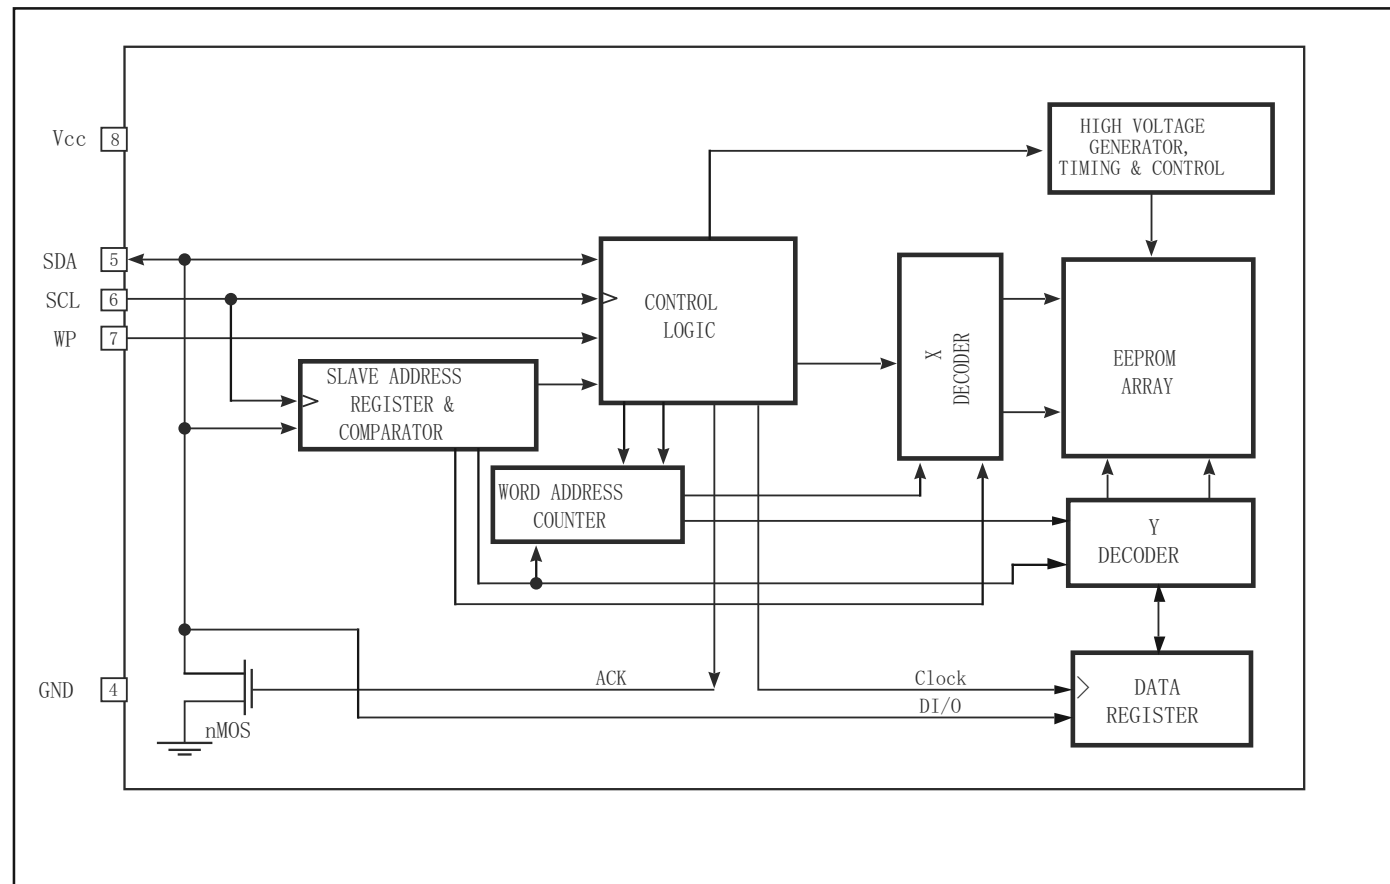 HIGH VOLTAGE
GENERATOR,
TIMING & CONTROL
Vcc 8
SDA 5
SCL 6
WP 7
CONTROL
LOGIC
X
DECODER
EEPROM
ARRAY
SLAVE ADDRESS
REGISTER &
COMPARATOR
WORD ADDRESS
COUNTER
Y
DECODER
GND 4
nMOS
ACK
Clock
DI/O
DATA
REGISTER